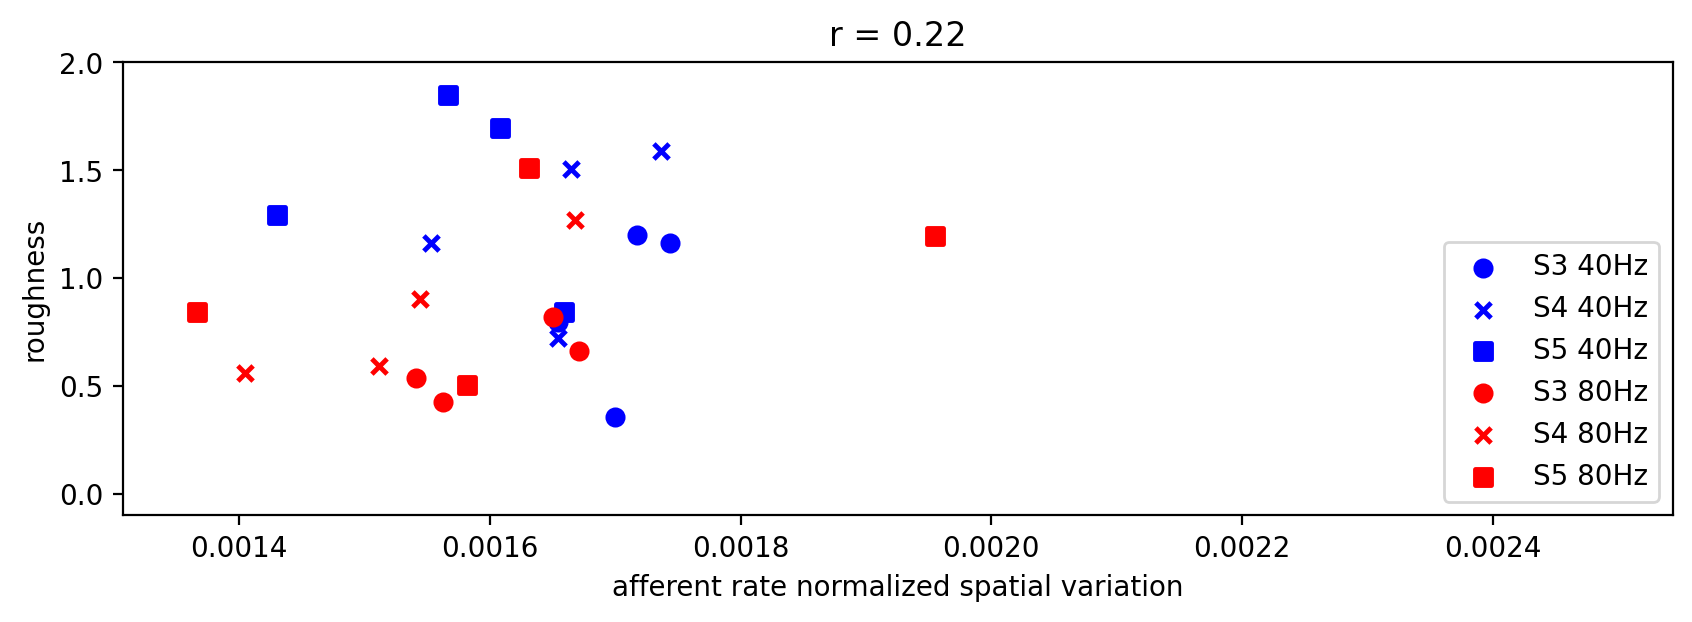 r = 0.22
2.0
1.5
1.0
0.5
0.0
roughness
0.0014 0.0016 0.0018 0.0020 0.0022 0.0024
afferent rate normalized spatial variation
S3 40Hz
S4 40Hz
S5 40Hz
S3 80Hz
S4 80Hz
S5 80Hz